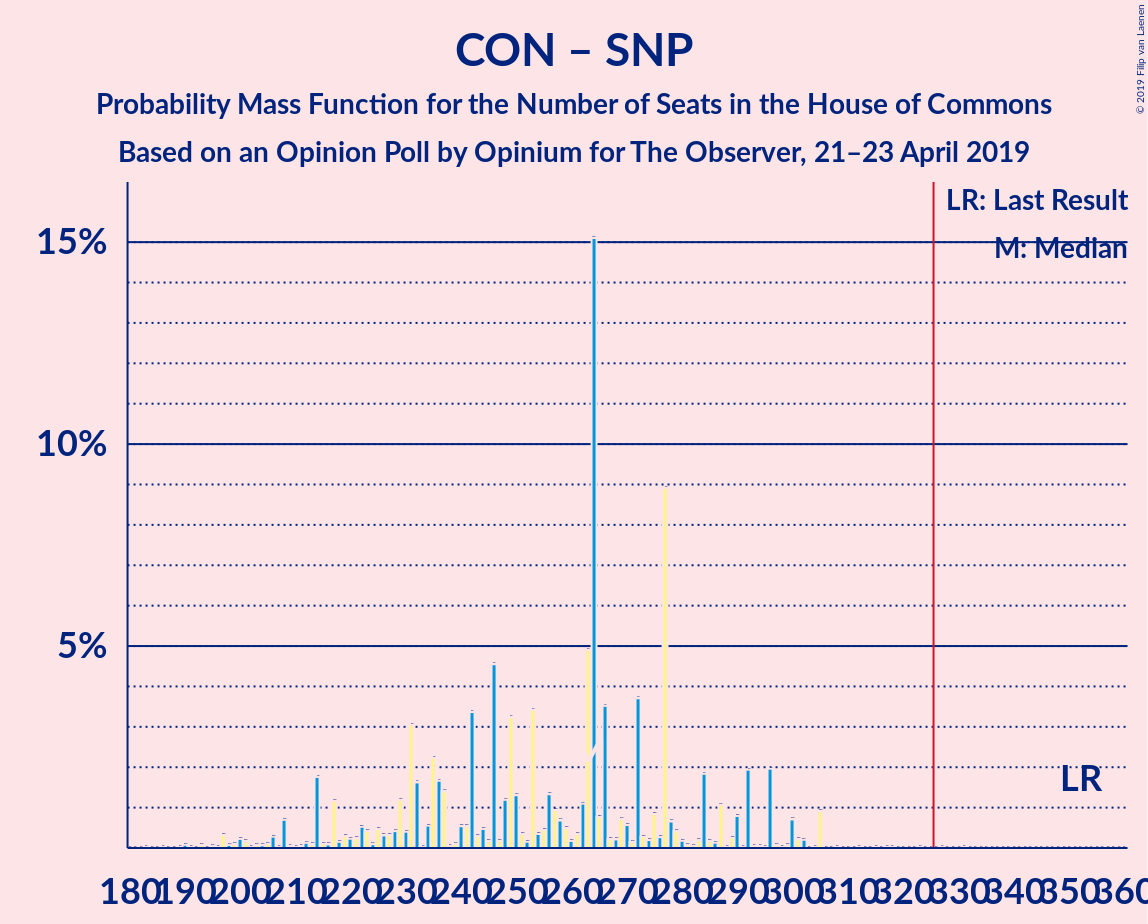 CON – SNP
Probability Mass Function for the Number of Seats in the House of Commons
Based on an Opinion Poll by Opinium for The Observer, 21–23 April 2019
© 2019 Filip van Laenen
LR: Last Result
M: Median
15%
10%
5%
LR
180 190 200 210 220 230 240 250 260 270 280 290 300 310 320 330 340 350 360